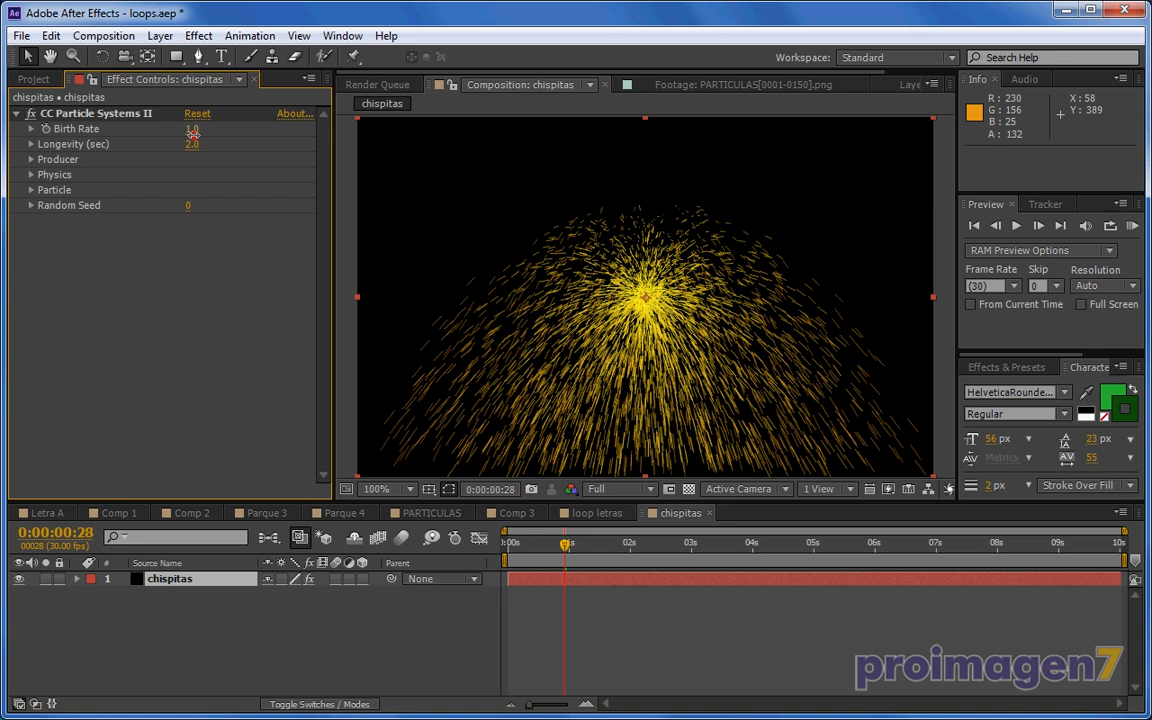 Adobe After Effects - loops.aep *
File Edit Composition Layer Effect Animation View Window Help
Workspace: Standard Search Help
Project Effect Controls: chispitas Render Queue Composition: chispitas Footage: PARTICULAS[0001-0150].png Laye Info Audio
chispitas • chispitas
chispitas
fx CC Particle Systems II Reset About...
Birth Rate 1.0
Longevity (sec) 2.0
Producer
Physics
Particle
Random Seed 0
R: 230 X: 58
G: 156 Y: 389
B: 25
A: 132
Preview Tracker
RAM Preview Options
Frame Rate Skip Resolution
(30) 0 Auto
From Current Time Full Screen
Effects & Presets Characte
HelveticaRounde...
Regular
56 px 23 px
Metrics 55
2 px Stroke Over Fill
100% 0:00:00:28 Full Active Camera 1 View
Letra A Comp 1 Comp 2 Parque 3 Parque 4 PARTICULAS Comp 3 loop letras chispitas
0:00:00:28
00028 (30.00 fps)
:00s 02s 03s 04s 05s 06s 07s 08s 09s 10s
# Source Name Parent
1 chispitas None
proimagen7
Toggle Switches / Modes